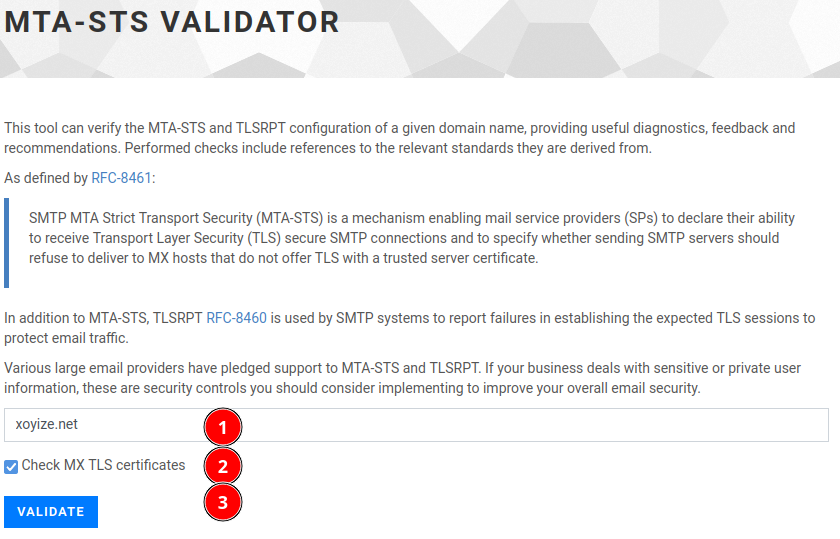 MTA-STS VALIDATOR
This tool can verify the MTA-STS and TLSRPT configuration of a given domain name, providing useful diagnostics, feedback and
recommendations. Performed checks include references to the relevant standards they are derived from.
As defined by RFC-8461:
SMTP MTA Strict Transport Security (MTA-STS) is a mechanism enabling mail service providers (SPs) to declare their ability
to receive Transport Layer Security (TLS) secure SMTP connections and to specify whether sending SMTP servers should
refuse to deliver to MX hosts that do not offer TLS with a trusted server certificate.
In addition to MTA-STS, TLSRPT RFC-8460 is used by SMTP systems to report failures in establishing the expected TLS sessions to
protect email traffic.
Various large email providers have pledged support to MTA-STS and TLSRPT. If your business deals with sensitive or private user
information, these are security controls you should consider implementing to improve your overall email security.
xoyize.net 1
Check MX TLS certificates 2
3
VALIDATE